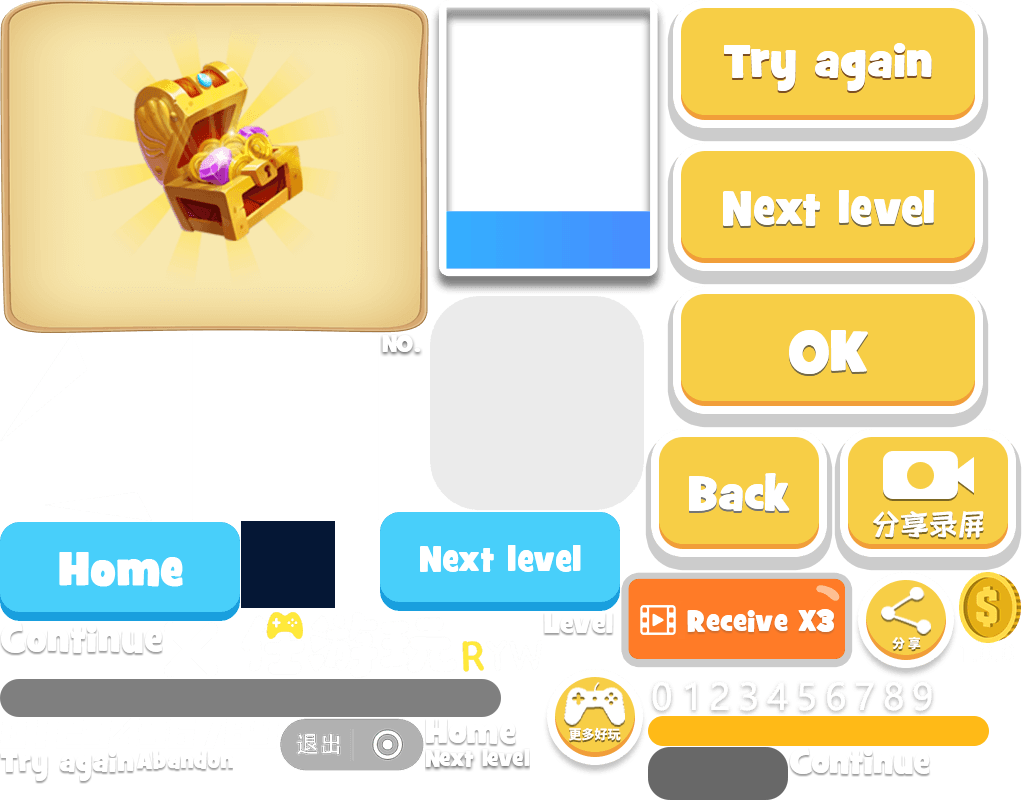 Try again
Next level
OK
NO.
Back
分享录屏
Home
Next level
Continue
Level
Receive X3
分享
R
0123456789
更多好玩
退出
Home
Next level
Try again
Abandon
Continue